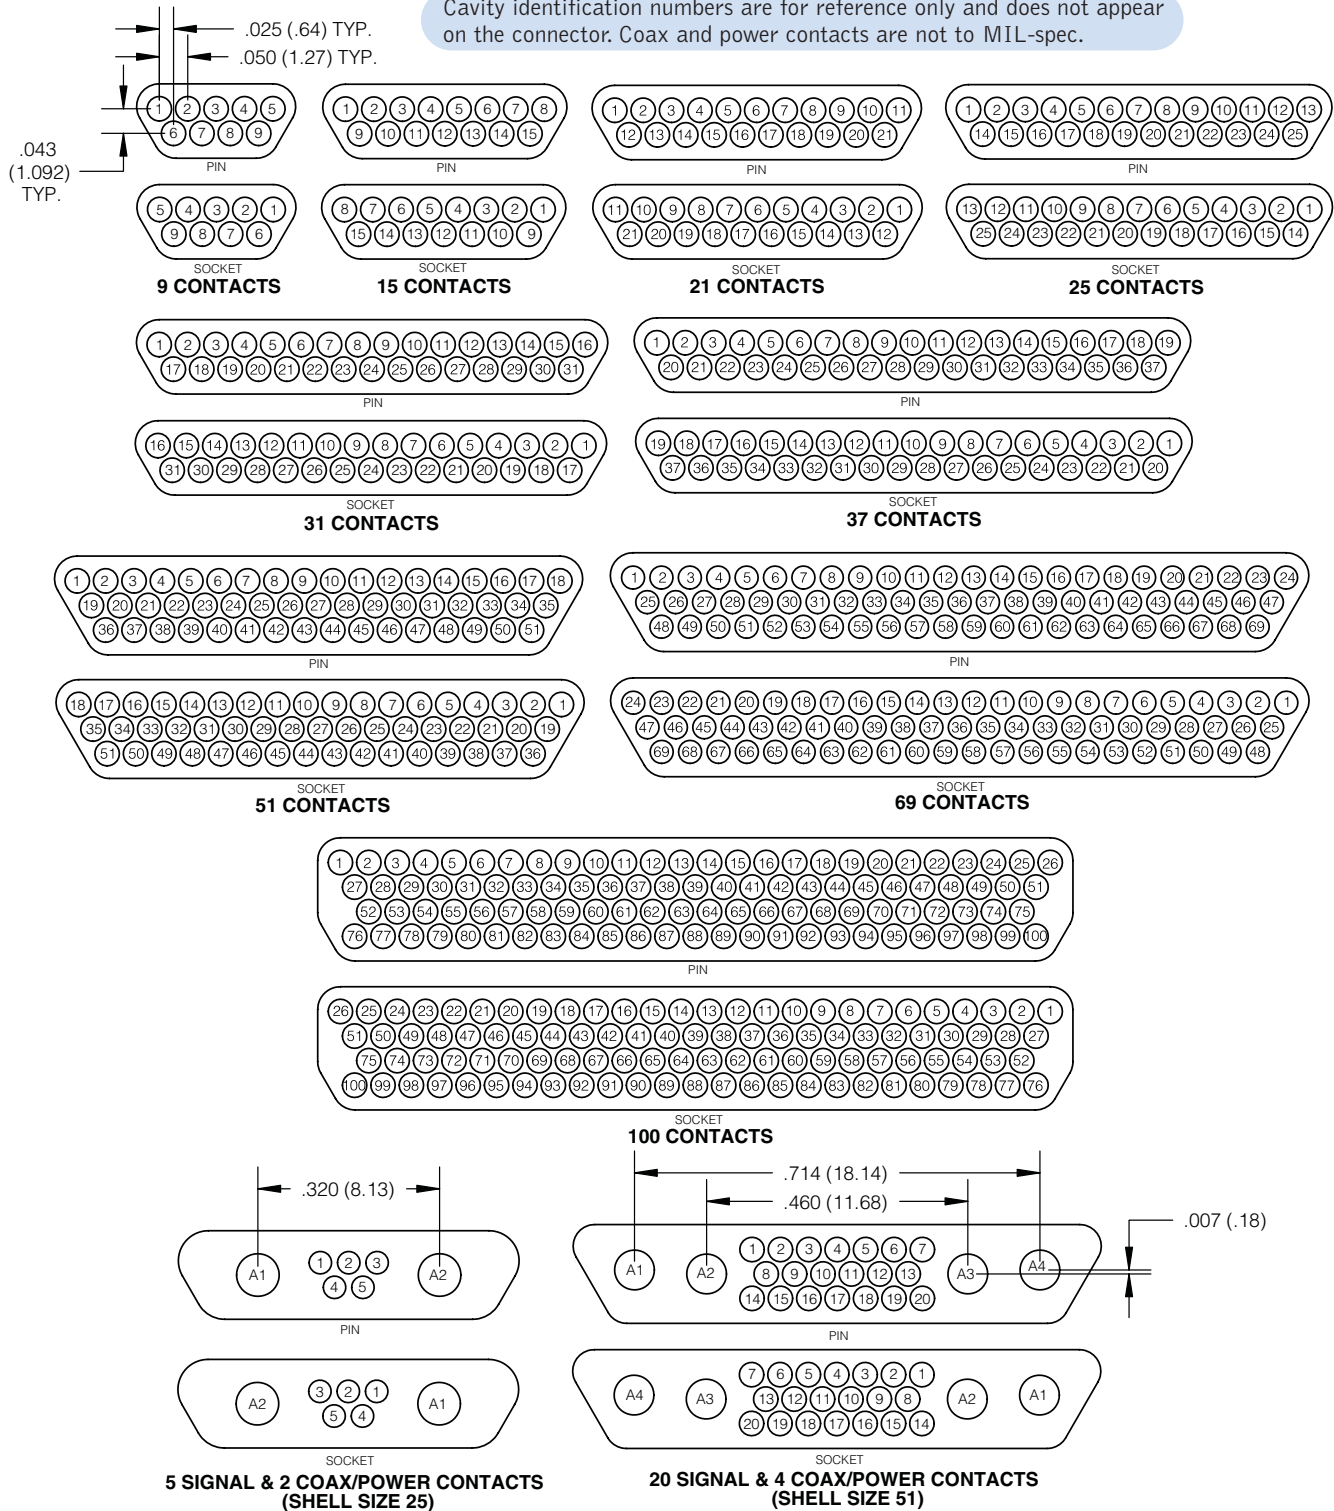 Cavity identification numbers are for reference only and does not appear
on the connector. Coax and power contacts are not to MIL-spec.
.025 (.64) TYP.
.050 (1.27) TYP.
.043
(1.092)
TYP.
1 2 3 4 5
6 7 8 9
PIN
1 2 3 4 5 6 7 8
9 10 11 12 13 14 15
PIN
1 2 3 4 5 6 7 8 9 10 11
12 13 14 15 16 17 18 19 20 21
PIN
1 2 3 4 5 6 7 8 9 10 11 12 13
14 15 16 17 18 19 20 21 22 23 24 25
PIN
5 4 3 2 1
9 8 7 6
SOCKET
9 CONTACTS
8 7 6 5 4 3 2 1
15 14 13 12 11 10 9
SOCKET
15 CONTACTS
11 10 9 8 7 6 5 4 3 2 1
21 20 19 18 17 16 15 14 13 12
SOCKET
21 CONTACTS
13 12 11 10 9 8 7 6 5 4 3 2 1
25 24 23 22 21 20 19 18 17 16 15 14
SOCKET
25 CONTACTS
1 2 3 4 5 6 7 8 9 10 11 12 13 14 15 16
17 18 19 20 21 22 23 24 25 26 27 28 29 30 31
PIN
1 2 3 4 5 6 7 8 9 10 11 12 13 14 15 16 17 18 19
20 21 22 23 24 25 26 27 28 29 30 31 32 33 34 35 36 37
PIN
16 15 14 13 12 11 10 9 8 7 6 5 4 3 2 1
31 30 29 28 27 26 25 24 23 22 21 20 19 18 17
SOCKET
31 CONTACTS
19 18 17 16 15 14 13 12 11 10 9 8 7 6 5 4 3 2 1
37 36 35 34 33 32 31 30 29 28 27 26 25 24 23 22 21 20
SOCKET
37 CONTACTS
1 2 3 4 5 6 7 8 9 10 11 12 13 14 15 16 17 18
19 20 21 22 23 24 25 26 27 28 29 30 31 32 33 34 35
36 37 38 39 40 41 42 43 44 45 46 47 48 49 50 51
PIN
1 2 3 4 5 6 7 8 9 10 11 12 13 14 15 16 17 18 19 20 21 22 23 24
25 26 27 28 29 30 31 32 33 34 35 36 37 38 39 40 41 42 43 44 45 46 47
48 49 50 51 52 53 54 55 56 57 58 59 60 61 62 63 64 65 66 67 68 69
PIN
18 17 16 15 14 13 12 11 10 9 8 7 6 5 4 3 2 1
35 34 33 32 31 30 29 28 27 26 25 24 23 22 21 20 19
51 50 49 48 47 46 45 44 43 42 41 40 39 38 37 36
SOCKET
51 CONTACTS
24 23 22 21 20 19 18 17 16 15 14 13 12 11 10 9 8 7 6 5 4 3 2 1
47 46 45 44 43 42 41 40 39 38 37 36 35 34 33 32 31 30 29 28 27 26 25
69 68 67 66 65 64 63 62 61 60 59 58 57 56 55 54 53 52 51 50 49 48
SOCKET
69 CONTACTS
1 2 3 4 5 6 7 8 9 10 11 12 13 14 15 16 17 18 19 20 21 22 23 24 25 26
27 28 29 30 31 32 33 34 35 36 37 38 39 40 41 42 43 44 45 46 47 48 49 50 51
52 53 54 55 56 57 58 59 60 61 62 63 64 65 66 67 68 69 70 71 72 73 74 75
76 77 78 79 80 81 82 83 84 85 86 87 88 89 90 91 92 93 94 95 96 97 98 99 100
PIN
26 25 24 23 22 21 20 19 18 17 16 15 14 13 12 11 10 9 8 7 6 5 4 3 2 1
51 50 49 48 47 46 45 44 43 42 41 40 39 38 37 36 35 34 33 32 31 30 29 28 27
75 74 73 72 71 70 69 68 67 66 65 64 63 62 61 60 59 58 57 56 55 54 53 52
100 99 98 97 96 95 94 93 92 91 90 89 88 87 86 85 84 83 82 81 80 79 78 77 76
SOCKET
100 CONTACTS
.320 (8.13)
A1 1 2 3 A2
4 5
PIN
.714 (18.14)
.460 (11.68)
.007 (.18)
A1 A2 1 2 3 4 5 6 7 A3 A4
8 9 10 11 12 13
14 15 16 17 18 19 20
PIN
A2 3 2 1 A1
5 4
SOCKET
5 SIGNAL & 2 COAX/POWER CONTACTS
(SHELL SIZE 25)
A4 A3 7 6 5 4 3 2 1 A2 A1
13 12 11 10 9 8
20 19 18 17 16 15 14
SOCKET
20 SIGNAL & 4 COAX/POWER CONTACTS
(SHELL SIZE 51)